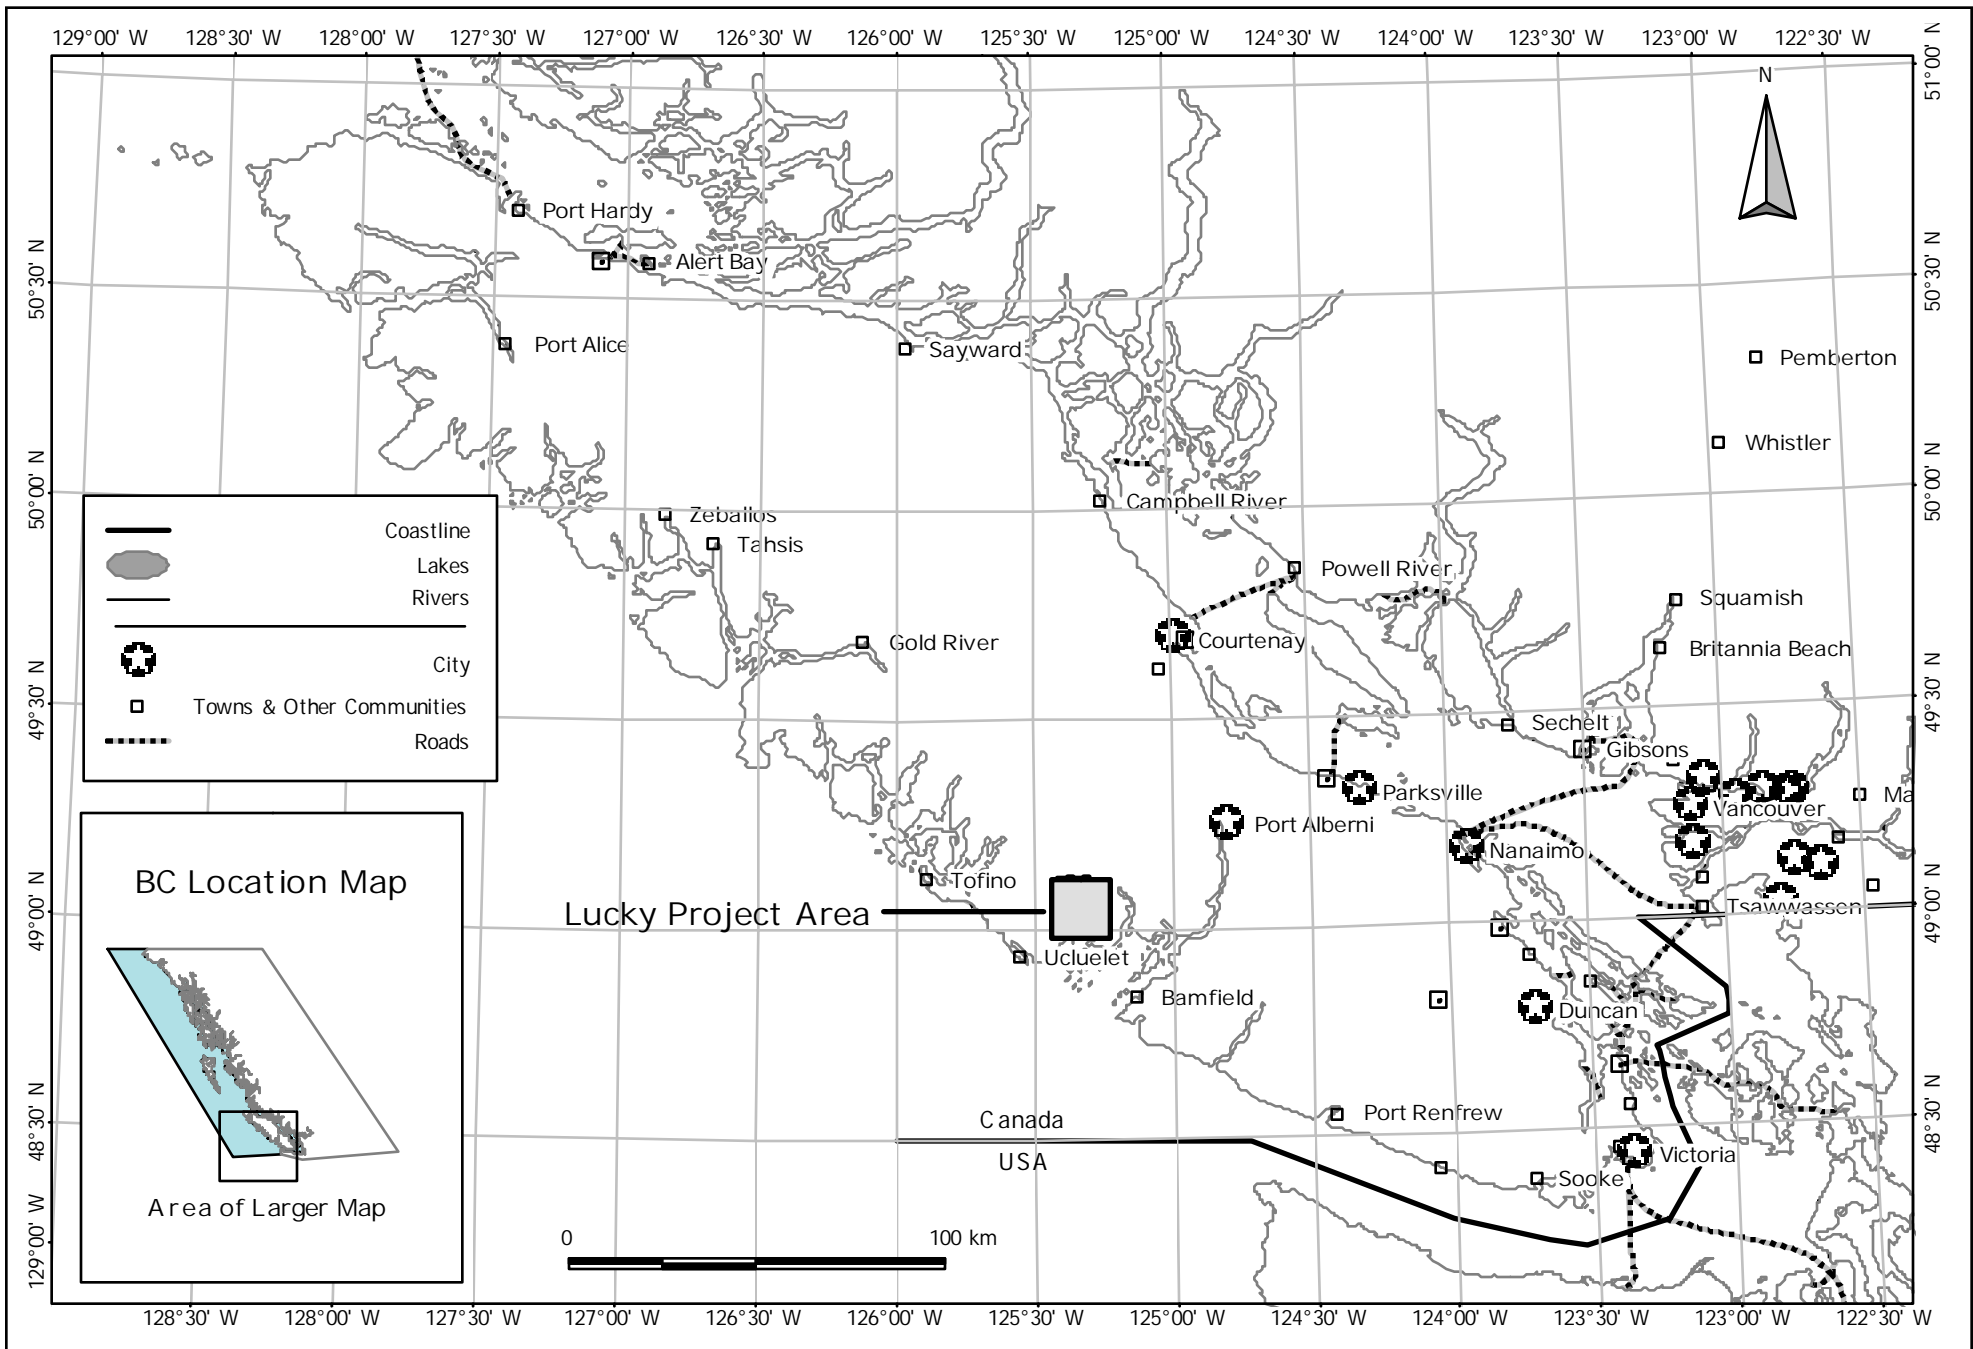 129°00' W 128°30' W 128°00' W 127°30' W 127°00' W 126°30' W 126°00' W 125°30' W 125°00' W 124°30' W 124°00' W 123°30' W 123°00' W 122°30' W
51°00' N
N
Port Hardy
Alert Bay
50°30' N
50°30' N
Port Alice
Sayward
Pemberton
Whistler
50°00' N
50°00' N
Campbell River
Zeballos
Tahsis
Coastline
Lakes
Rivers
City
Towns & Other Communities
Roads
Powell River
Squamish
Gold River
Courtenay
Britannia Beach
49°30' N
49°30' N
Sechelt
Gibsons
Parksville
Ma
Vancouver
Port Alberni
Nanaimo
BC Location Map
Tofino
Lucky Project Area
Tsawwassen
49°00' N
49°00' N
Ucluelet
Bamfield
Duncan
48°30' N
48°30' N
Port Renfrew
Canada
USA
Victoria
Sooke
Area of Larger Map
129°00' W
0 100 km
128°30' W 128°00' W 127°30' W 127°00' W 126°30' W 126°00' W 125°30' W 125°00' W 124°30' W 124°00' W 123°30' W 123°00' W 122°30' W